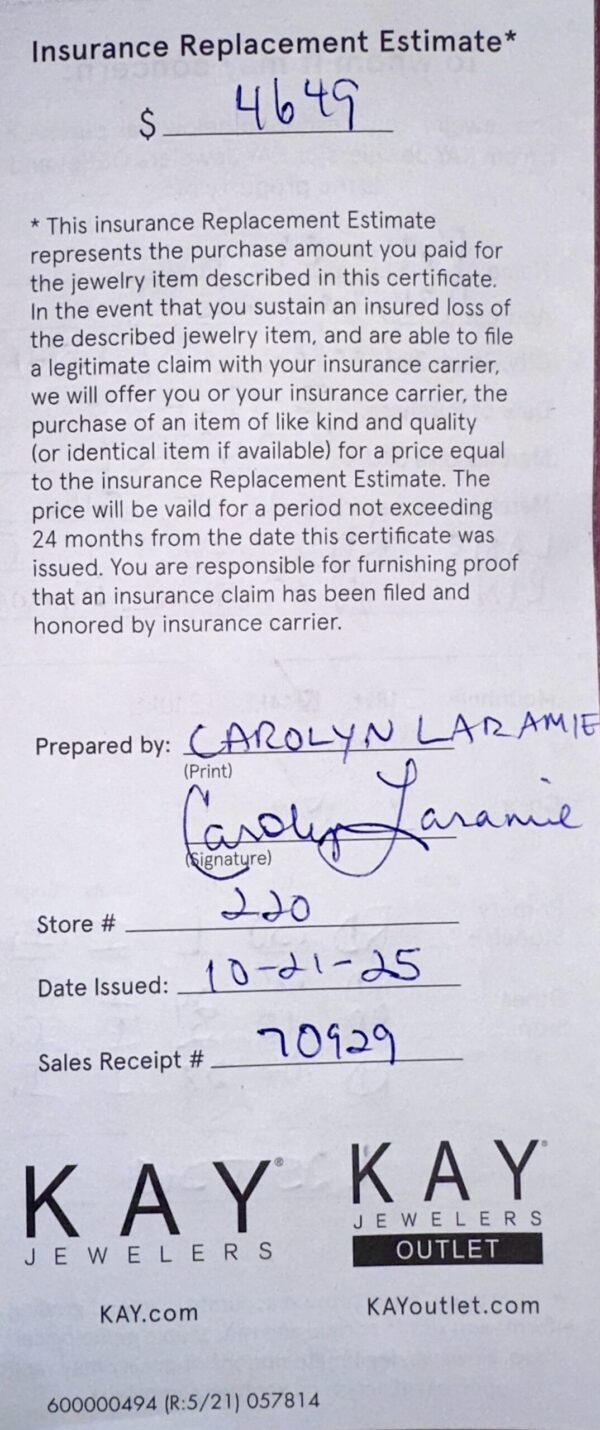 Insurance Replacement Estimate*
$ 4649
* This insurance Replacement Estimate
represents the purchase amount you paid for
the jewelry item described in this certificate.
In the event that you sustain an insured loss of
the described jewelry item, and are able to file
a legitimate claim with your insurance carrier,
we will offer you or your insurance carrier, the
purchase of an item of like kind and quality
(or identical item if available) for a price equal
to the insurance Replacement Estimate. The
price will be vaild for a period not exceeding
24 months from the date this certificate was
issued. You are responsible for furnishing proof
that an insurance claim has been filed and
honored by insurance carrier.
Prepared by: CAROLYN LARAMIE
(Print)
Carolyn Laramie
(Signature)
Store # 220
Date Issued: 10-21-25
Sales Receipt # 70929
KAY®
JEWELERS
KAY.com
KAY®
JEWELERS
OUTLET
KAYoutlet.com
600000494 (R:5/21) 057814